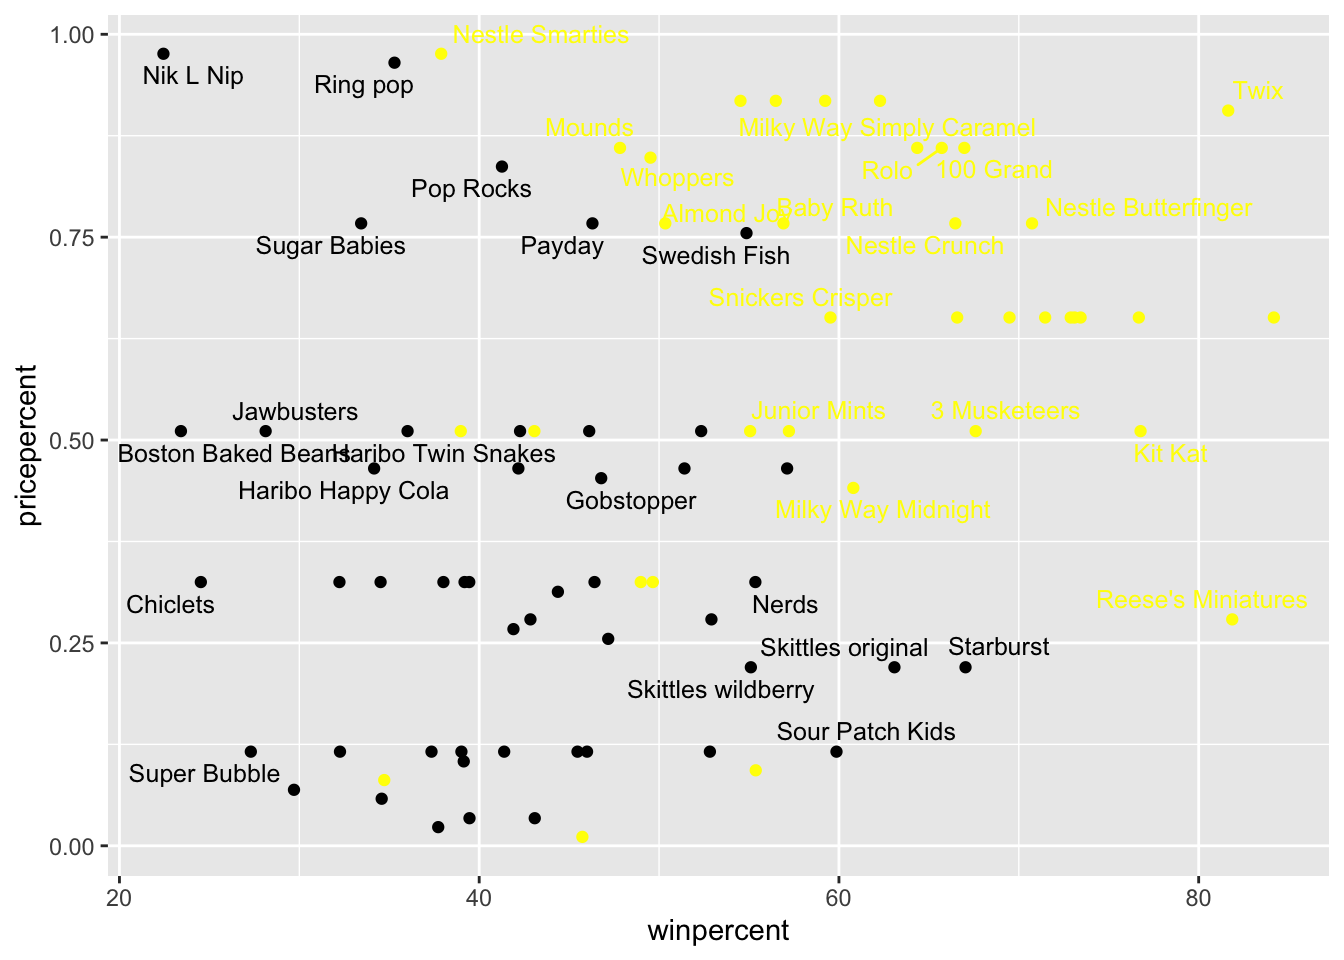 1.00
Nestle Smarties
Nik L Nip
Ring pop
Twix
Mounds
Milky Way Simply Caramel
Whoppers
Rolo
100 Grand
Pop Rocks
Almond Joy
Baby Ruth
Nestle Butterfinger
0.75
Sugar Babies
Payday
Swedish Fish
Nestle Crunch
Snickers Crisper
Jawbusters
Junior Mints
3 Musketeers
0.50
Boston Baked Beans
Haribo Twin Snakes
Kit Kat
Haribo Happy Cola
Gobstopper
Milky Way Midnight
pricepercent
Chiclets
Nerds
Reese's Miniatures
0.25
Skittles original
Starburst
Skittles wildberry
Sour Patch Kids
Super Bubble
0.00
20
40
60
80
winpercent